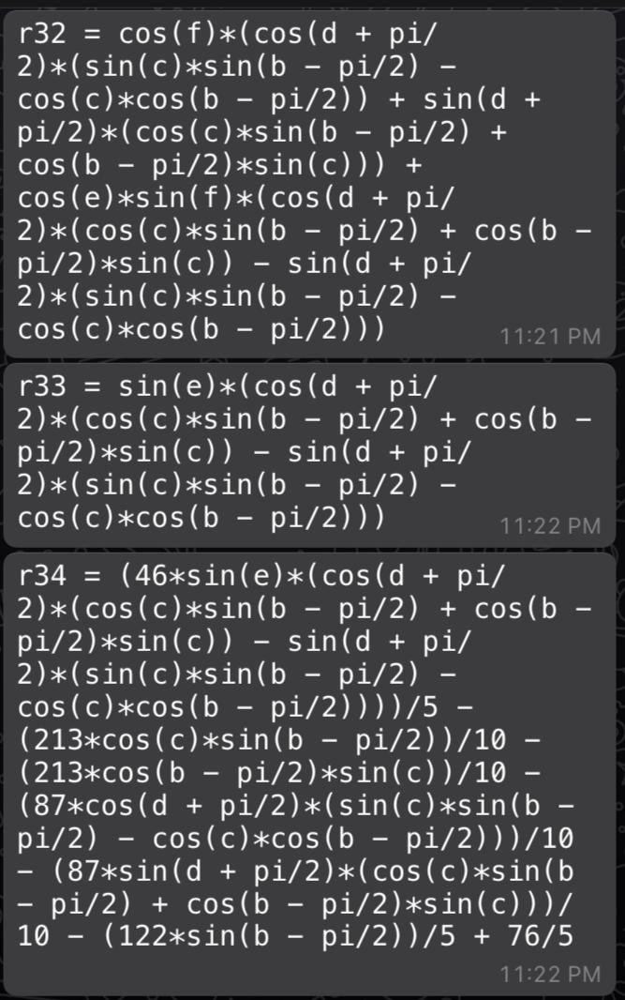 r32 = cos(f)*(cos(d + pi/
2)*(sin(c)*sin(b − pi/2) −
cos(c)*cos(b − pi/2)) + sin(d +
pi/2)*(cos(c)*sin(b − pi/2) +
cos(b − pi/2)*sin(c))) +
cos(e)*sin(f)*(cos(d + pi/
2)*(cos(c)*sin(b − pi/2) + cos(b −
pi/2)*sin(c)) − sin(d + pi/
2)*(sin(c)*sin(b − pi/2) −
cos(c)*cos(b − pi/2)))
11:21 PM
r33 = sin(e)*(cos(d + pi/
2)*(cos(c)*sin(b − pi/2) + cos(b −
pi/2)*sin(c)) − sin(d + pi/
2)*(sin(c)*sin(b − pi/2) −
cos(c)*cos(b − pi/2)))
11:22 PM
r34 = (46*sin(e)*(cos(d + pi/
2)*(cos(c)*sin(b − pi/2) + cos(b −
pi/2)*sin(c)) − sin(d + pi/
2)*(sin(c)*sin(b − pi/2) −
cos(c)*cos(b − pi/2))))/5 −
(213*cos(c)*sin(b − pi/2))/10 −
(213*cos(b − pi/2)*sin(c))/10 −
(87*cos(d + pi/2)*(sin(c)*sin(b −
pi/2) − cos(c)*cos(b − pi/2)))/10
− (87*sin(d + pi/2)*(cos(c)*sin(b
− pi/2) + cos(b − pi/2)*sin(c)))/
10 − (122*sin(b − pi/2))/5 + 76/5
11:22 PM